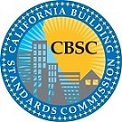 CALIFORNIA BUILDING
CBSC
STANDARDS COMMISSION